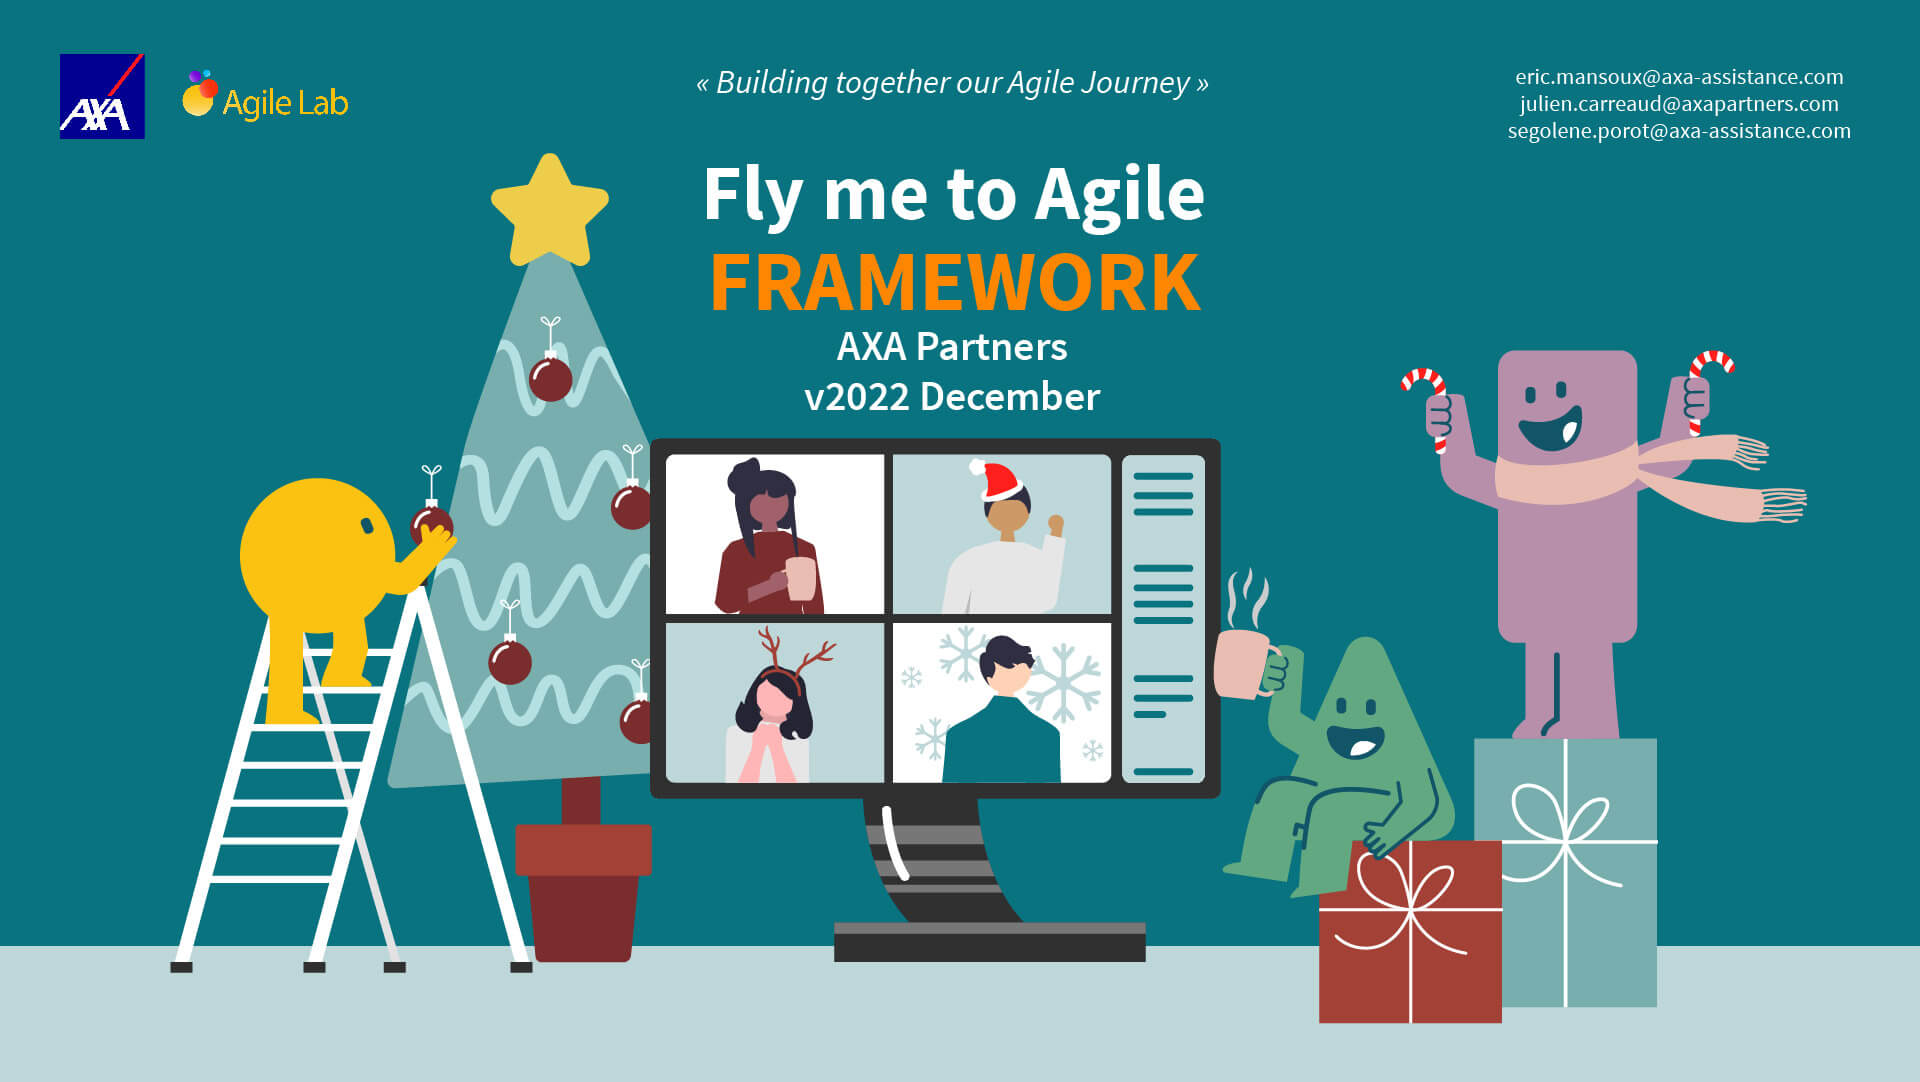 AXA
Agile Lab
« Building together our Agile Journey »
eric.mansoux@axa-assistance.com
julien.carreaud@axapartners.com
segolene.porot@axa-assistance.com
Fly me to Agile
FRAMEWORK
AXA Partners
v2022 December